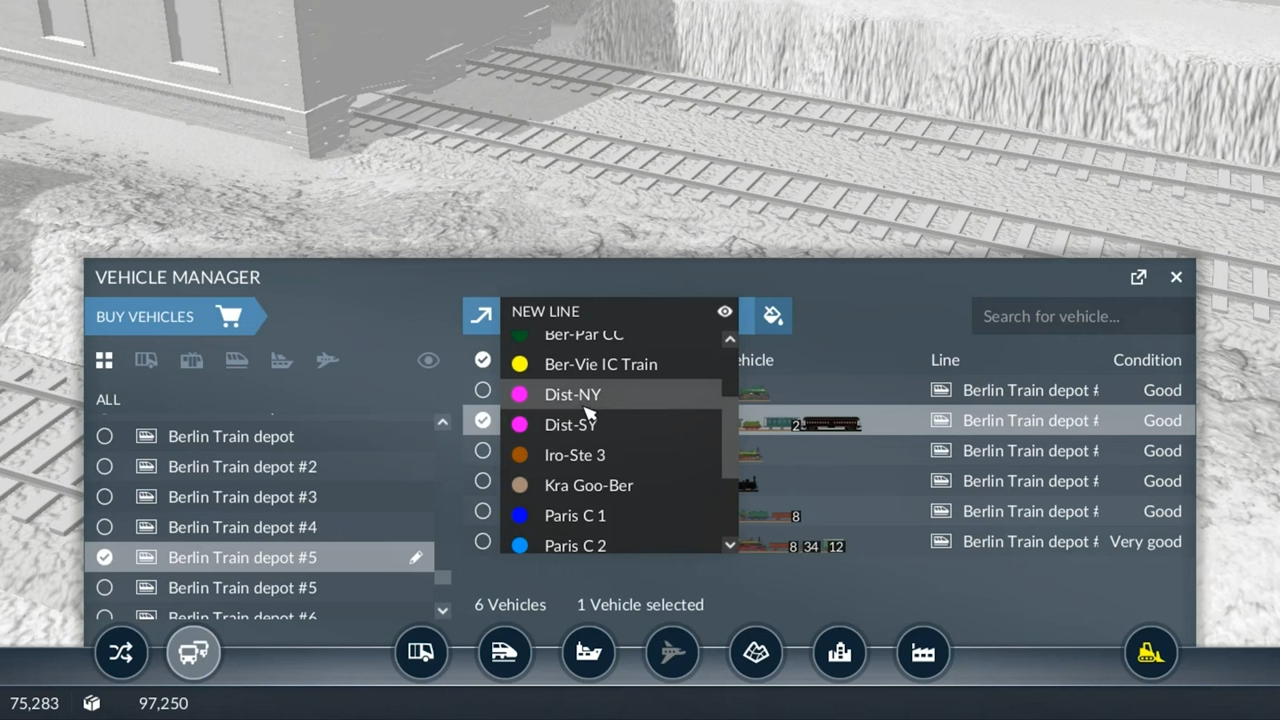 VEHICLE MANAGER
BUY VEHICLES
ALL
Berlin Train depot
Berlin Train depot #2
Berlin Train depot #3
Berlin Train depot #4
Berlin Train depot #5
Berlin Train depot #5
Berlin Train depot #6
NEW LINE
Ber-Par CC
Ber-Vie IC Train
Dist-NY
Dist-SY
Iro-Ste 3
Kra Goo-Ber
Paris C 1
Paris C 2
Search for vehicle...
Line Condition
Berlin Train depot # Good
2 Berlin Train depot # Good
Berlin Train depot # Good
Berlin Train depot # Good
8 Berlin Train depot # Good
8 34 12 Berlin Train depot # Very good
6 Vehicles 1 Vehicle selected
75,283 97,250